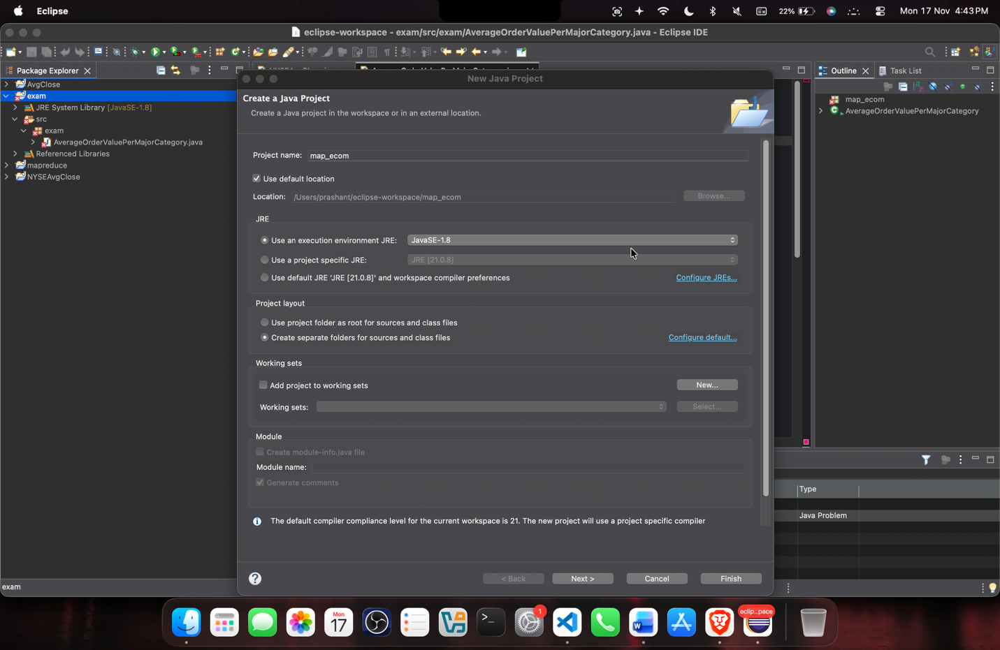 Eclipse
22%
Mon 17 Nov 4:43 PM
eclipse-workspace - exam/src/exam/AverageOrderValuePerMajorCategory.java - Eclipse IDE
Package Explorer
Outline
Task List
New Java Project
AvgClose
exam
JRE System Library [JavaSE-1.8]
src
exam
AverageOrderValuePerMajorCategory.java
Referenced Libraries
mapreduce
NYSEAvgClose
map_ecom
AverageOrderValuePerMajorCategory
Create a Java Project
Create a Java project in the workspace or in an external location.
Project name: map_ecom
Use default location
Location: /Users/prashant/eclipse-workspace/map_ecom
Browse...
JRE
Use an execution environment JRE: JavaSE-1.8
Use a project specific JRE: JRE [21.0.8]
Use default JRE 'JRE [21.0.8]' and workspace compiler preferences
Configure JREs...
Project layout
Use project folder as root for sources and class files
Create separate folders for sources and class files
Configure default...
Working sets
Add project to working sets
New...
Working sets:
Select...
Module
Create module-info.java file
Module name:
Generate comments
The default compiler compliance level for the current workspace is 21. The new project will use a project specific compiler
Type
Java Problem
< Back
Next >
Cancel
Finish
exam
Mon
17
1
eclip...pace